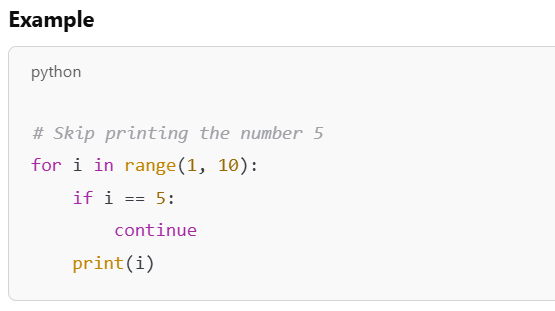 Example
python
# Skip printing the number 5
for i in range(1, 10):
    if i == 5:
        continue
    print(i)